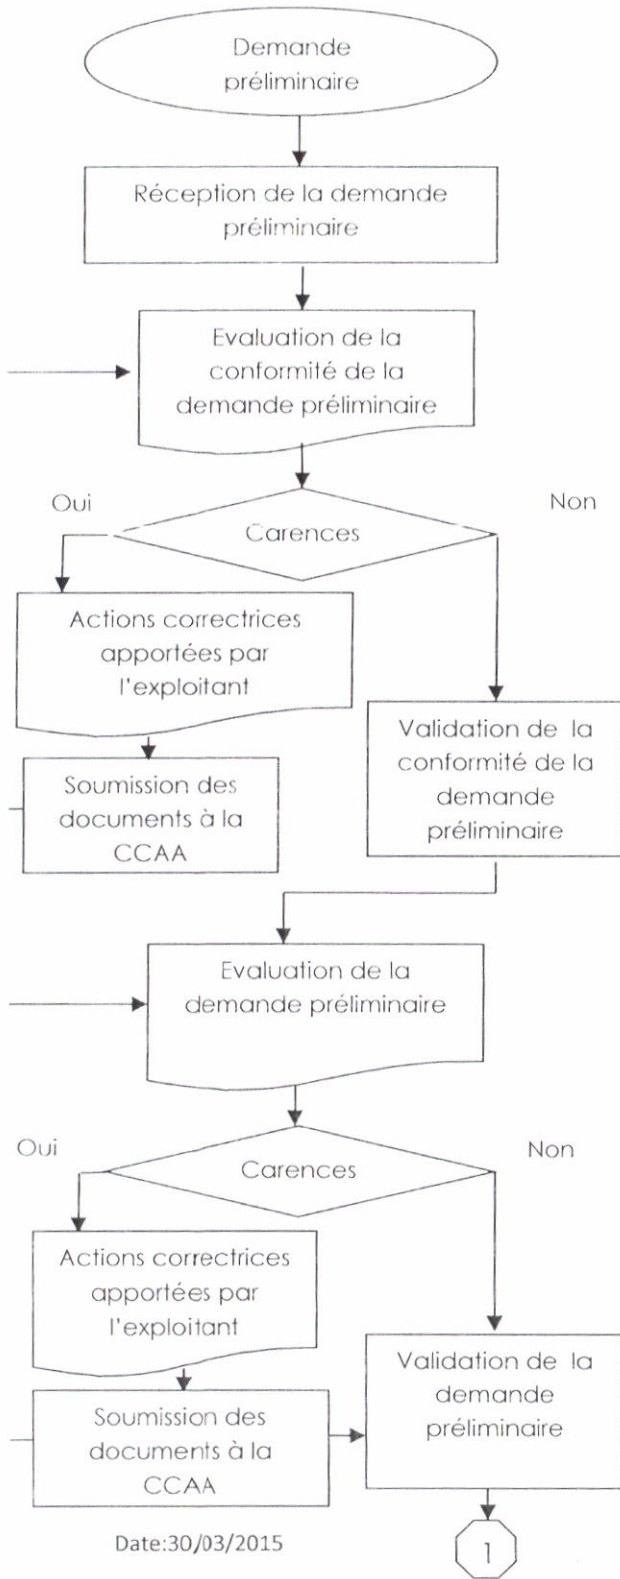 Demande
préliminaire
Réception de la demande
préliminaire
Evaluation de la
conformité de la
demande préliminaire
Oui
Non
Carences
Actions correctrices
apportées par
l'exploitant
Validation de la
conformité de la
demande
préliminaire
Soumission des
documents à la
CCAA
Evaluation de la
demande préliminaire
Oui
Non
Carences
Actions correctrices
apportées par
l'exploitant
Validation de la
demande
préliminaire
Soumission des
documents à la
CCAA
Date:30/03/2015
1